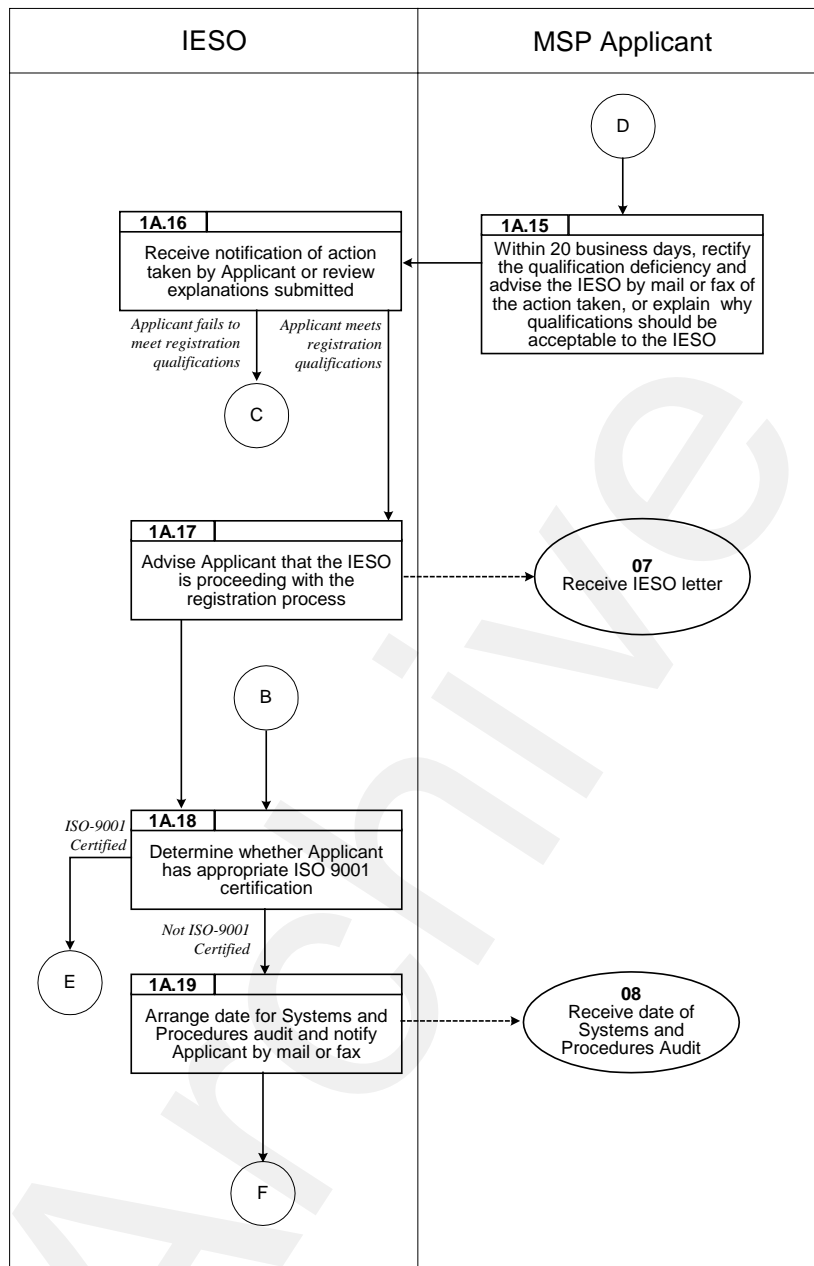 IESO
MSP Applicant
D
1A.16
Receive notification of action
taken by Applicant or review
explanations submitted
1A.15
Within 20 business days, rectify
the qualification deficiency and
advise the IESO by mail or fax of
the action taken, or explain why
qualifications should be
acceptable to the IESO
Applicant fails to
meet registration
qualifications
Applicant meets
registration
qualifications
C
1A.17
Advise Applicant that the IESO
is proceeding with the
registration process
07
Receive IESO letter
B
1A.18
Determine whether Applicant
has appropriate ISO 9001
certification
ISO-9001
Certified
Not ISO-9001
Certified
E
1A.19
Arrange date for Systems and
Procedures audit and notify
Applicant by mail or fax
08
Receive date of
Systems and
Procedures Audit
F
Archive